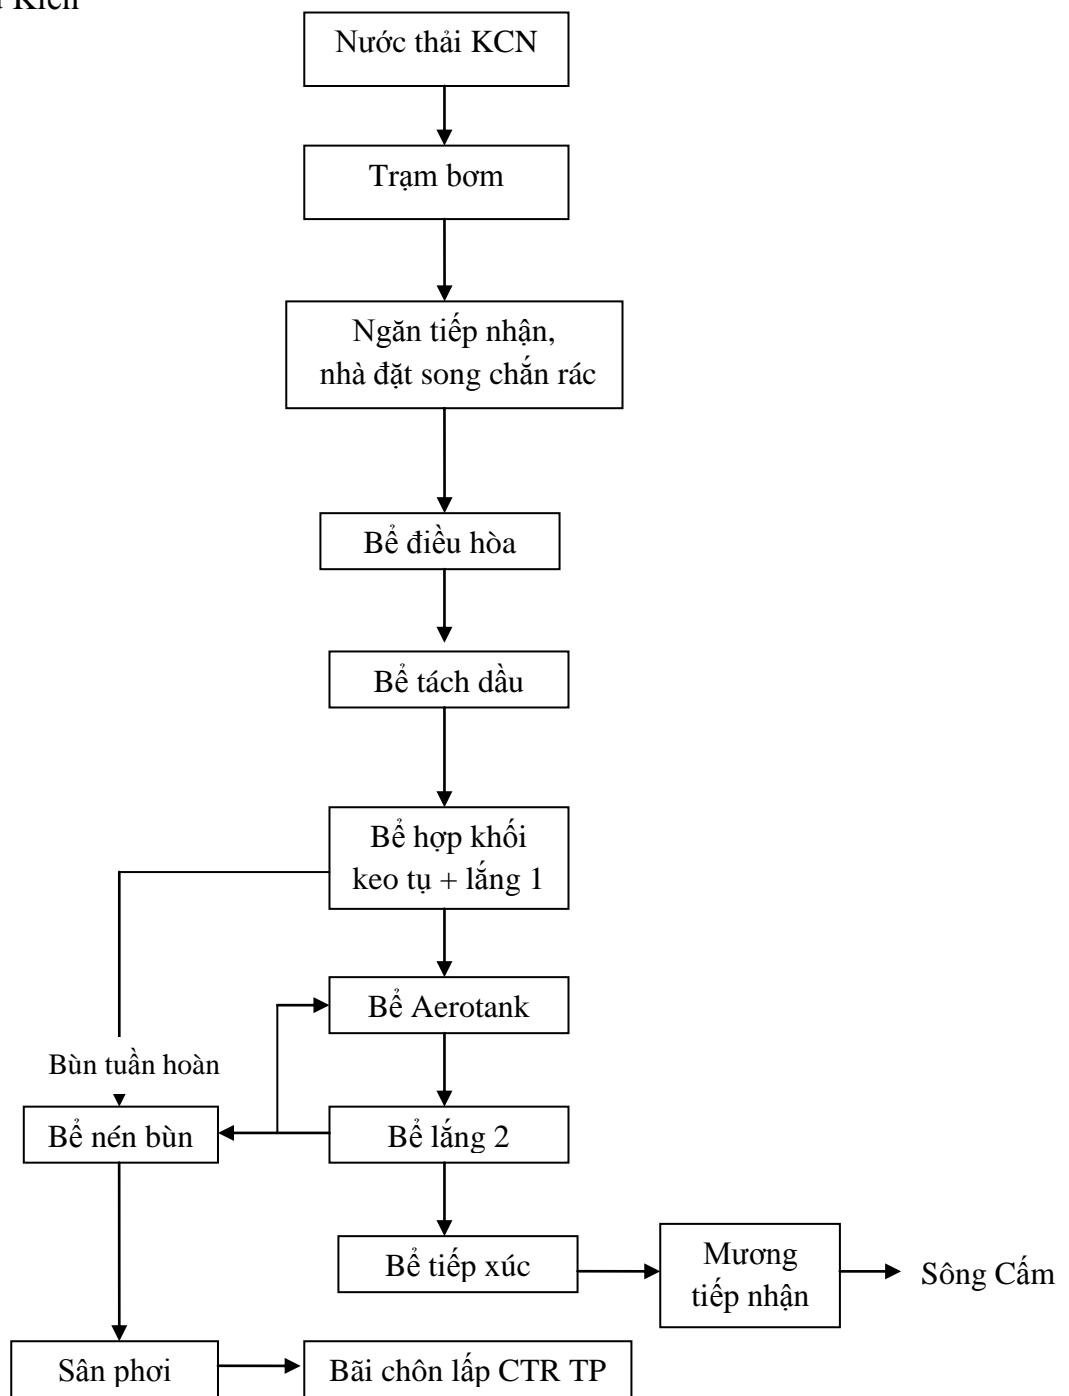 Kích
Nước thải KCN
Trạm bơm
Ngăn tiếp nhận,
nhà đặt song chắn rác
Bể điều hòa
Bể tách dầu
Bể hợp khối
keo tụ + lắng 1
Bể Aerotank
Bùn tuần hoàn
Bể nén bùn
Bể lắng 2
Bể tiếp xúc
Mương
tiếp nhận
Sông Cấm
Sân phơi
Bãi chôn lấp CTR TP